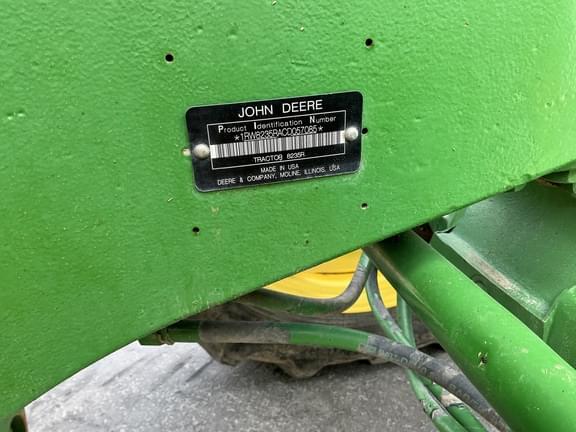 JOHN DEERE
Product Identification Number
*1RW8235RACD057085*
TRACTOR 8235R
MADE IN USA
DEERE & COMPANY, MOLINE, ILLINOIS, USA